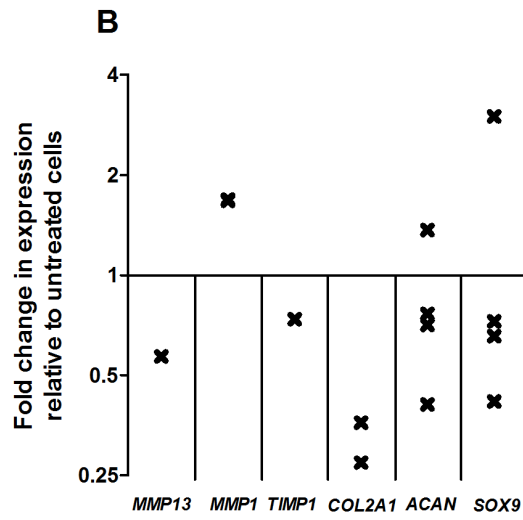 B
Fold change in expression
relative to untreated cells
4
2
1
0.5
0.25
MMP13 MMP1 TIMP1 COL2A1 ACAN SOX9